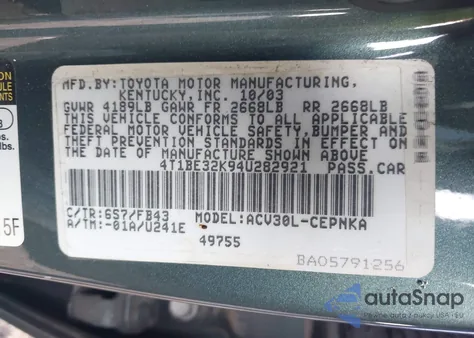 MFD.BY:TOYOTA MOTOR MANUFACTURING,
KENTUCKY,INC. 10/03
GVWR 4189LB GAWR FR 2668LB RR 2668LB
THIS VEHICLE CONFORMS TO ALL APPLICABLE
FEDERAL MOTOR VEHICLE SAFETY, BUMPER AND
THEFT PREVENTION STANDARDS IN EFFECT ON
THE DATE OF MANUFACTURE SHOWN ABOVE.
4T1BE32K94U282921 PASS.CAR
C/TR:6S7/FB43 MODEL:ACV30L-CEPNKA
A/TM:-01A/U241E
49755
BA05791256
5F
lbs.
autoSnap